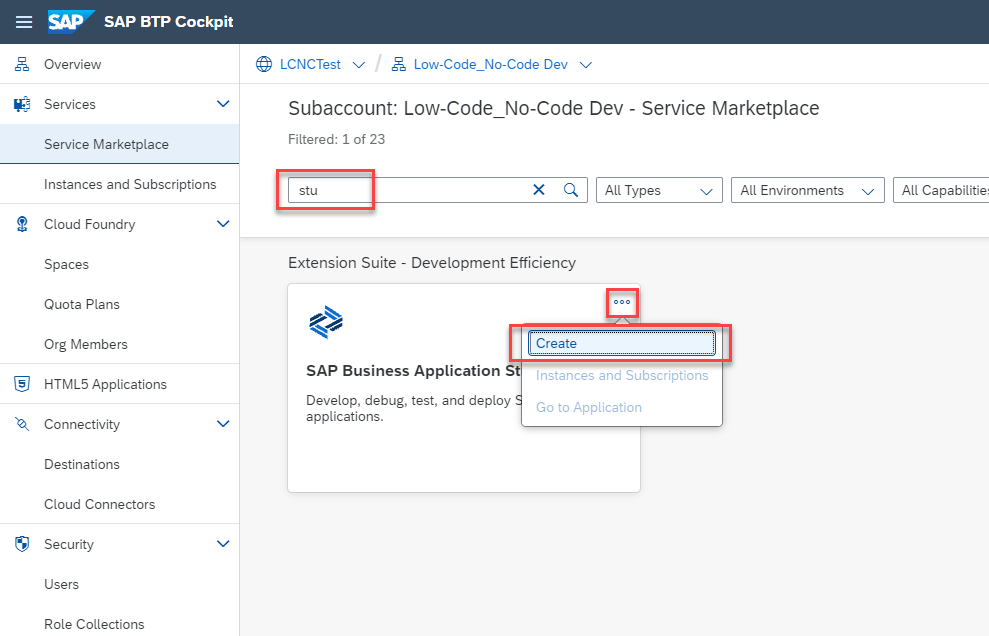 SAP SAP BTP Cockpit
Overview
Services
Service Marketplace
Instances and Subscriptions
Cloud Foundry
Spaces
Quota Plans
Org Members
HTML5 Applications
Connectivity
Destinations
Cloud Connectors
Security
Users
Role Collections
LCNCTest / Low-Code_No-Code Dev
Subaccount: Low-Code_No-Code Dev - Service Marketplace
Filtered: 1 of 23
stu All Types All Environments All Capabilities
Extension Suite - Development Efficiency
SAP Business Application St
Develop, debug, test, and deploy S
applications.
Create
Instances and Subscriptions
Go to Application